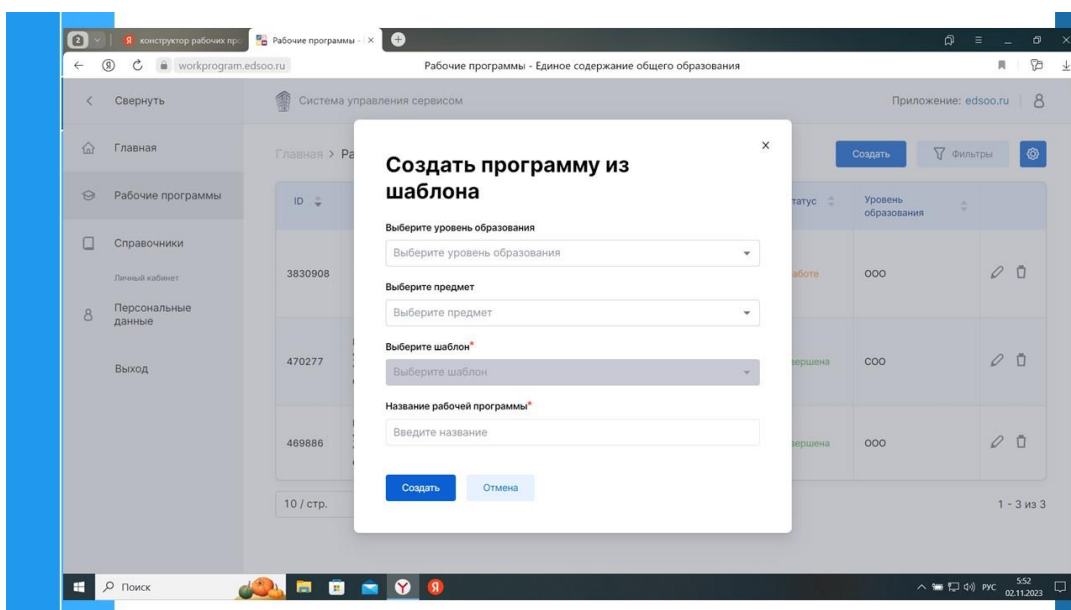 2
конструктор рабочих про
Рабочие программы -
workprogram.edsoo.ru
Рабочие программы - Единое содержание общего образования
Свернуть
Система управления сервисом
Приложение: edsoo.ru
Главная
Рабочие программы
Справочники
Личный кабинет
Персональные
данные
Выход
Главная > Ра
Создать
Фильтры
ID
татус
Уровень
образования
3830908
аботе
ООО
470277
вершена
СОО
469886
вершена
ООО
10 / стр.
1 - 3 из 3
Создать программу из
шаблона
Выберите уровень образования
Выберите уровень образования
Выберите предмет
Выберите предмет
Выберите шаблон*
Выберите шаблон
Название рабочей программы*
Введите название
Создать
Отмена
Поиск
РУС
5:52
02.11.2023